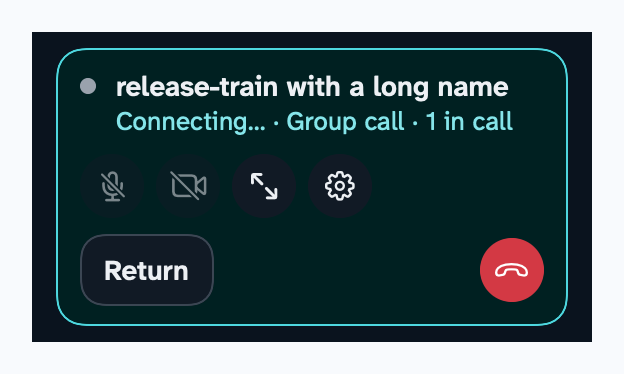 release-train with a long name
Connecting... · Group call · 1 in call
Return